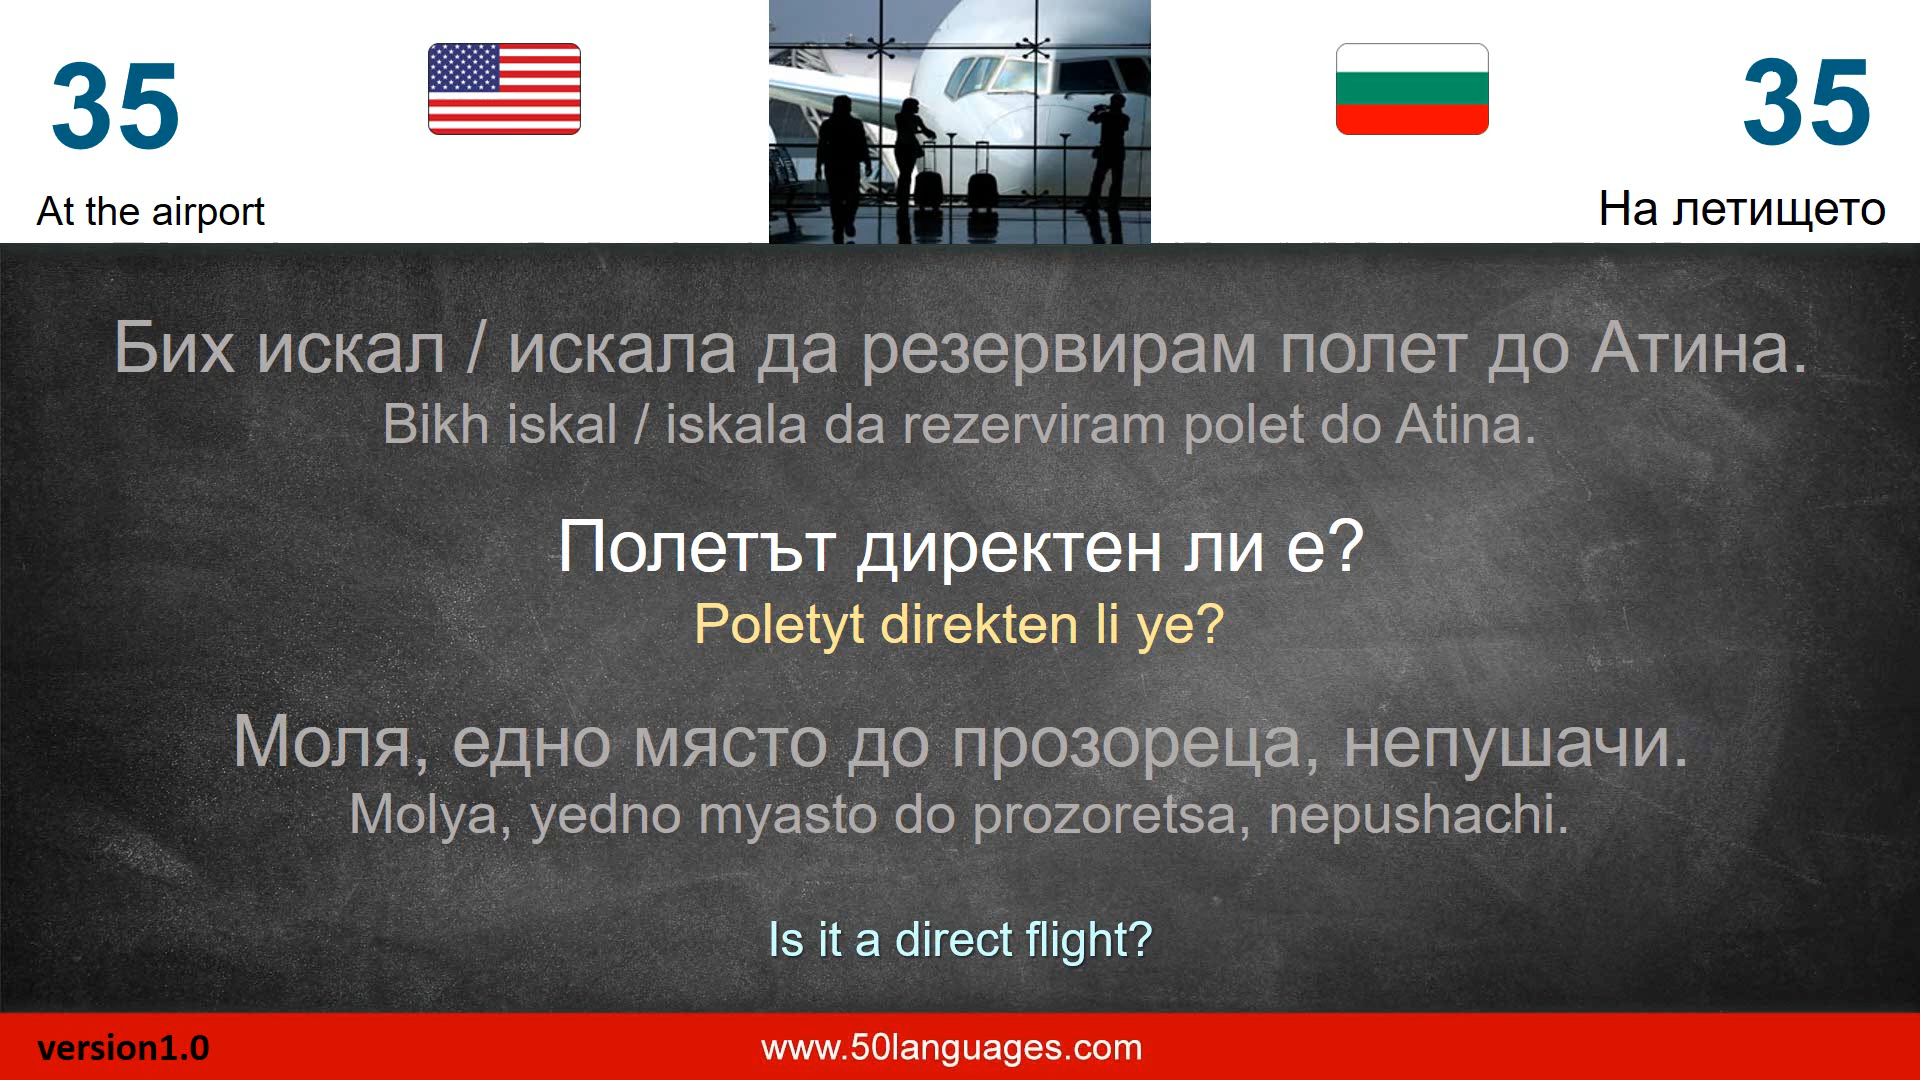 35
35
At the airport
На летището
Бих искал / искала да резервирам полет до Атина.
Bikh iskal / iskala da rezerviram polet do Atina.
Полетът директен ли е?
Poletyt direkten li ye?
Моля, едно място до прозореца, непушачи.
Molya, yedno myasto do prozoretsa, nepushachi.
Is it a direct flight?
version1.0
www.50languages.com